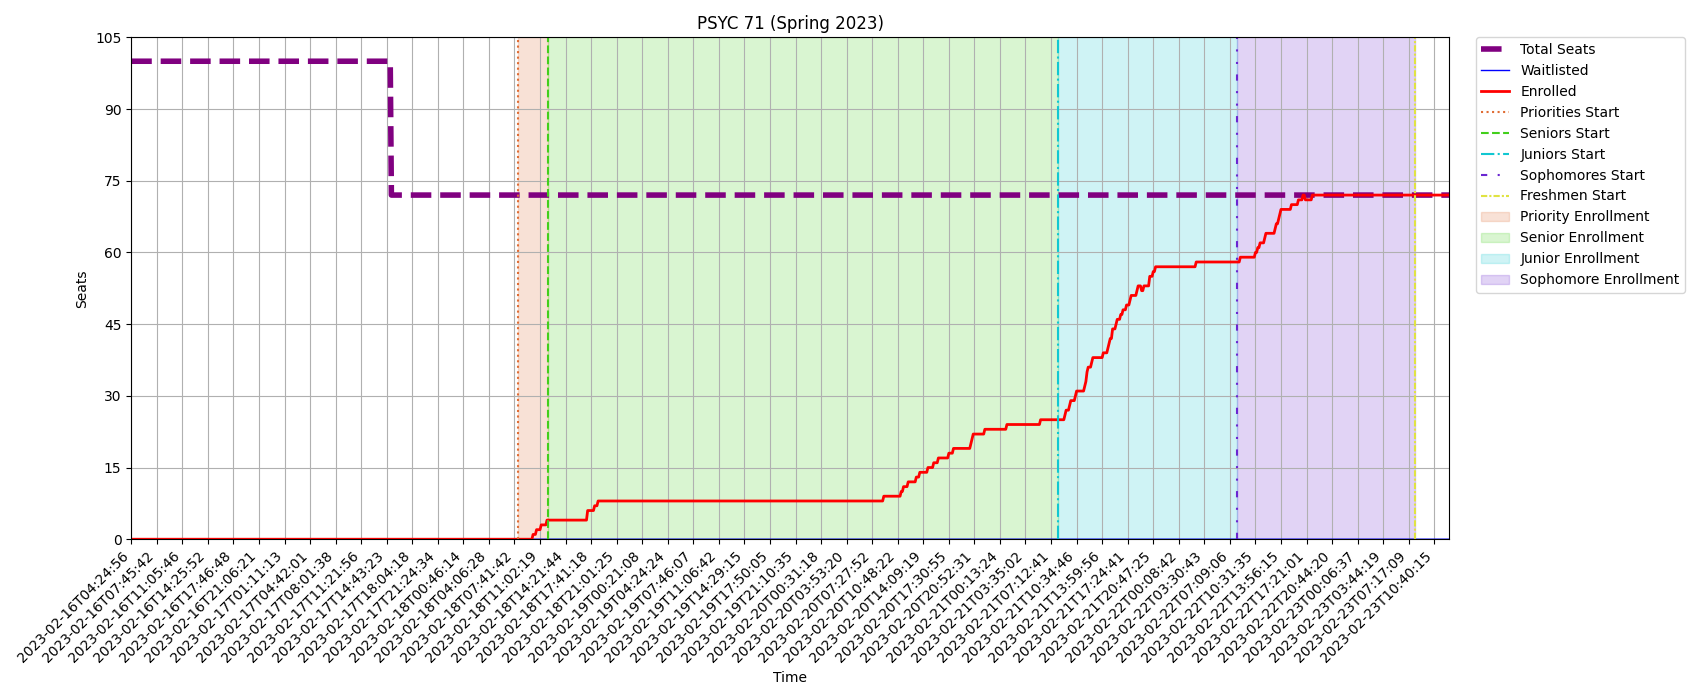 PSYC 71 (Spring 2023)
105
90
75
60
45
30
15
0
Seats
2023-02-16T04:24:56
2023-02-16T07:45:42
2023-02-16T11:05:46
2023-02-16T14:25:52
2023-02-16T17:46:48
2023-02-16T21:06:21
2023-02-17T01:11:13
2023-02-17T04:42:01
2023-02-17T08:01:38
2023-02-17T11:21:56
2023-02-17T14:43:23
2023-02-17T18:04:18
2023-02-17T21:24:34
2023-02-18T00:46:14
2023-02-18T04:06:28
2023-02-18T07:41:42
2023-02-18T11:02:19
2023-02-18T14:21:44
2023-02-18T17:41:18
2023-02-18T21:01:25
2023-02-19T00:21:08
2023-02-19T04:24:24
2023-02-19T07:46:07
2023-02-19T11:06:42
2023-02-19T14:29:15
2023-02-19T17:50:05
2023-02-19T21:10:35
2023-02-20T00:31:18
2023-02-20T03:53:20
2023-02-20T07:27:52
2023-02-20T10:48:22
2023-02-20T14:09:19
2023-02-20T17:30:55
2023-02-20T20:52:31
2023-02-21T00:13:24
2023-02-21T03:35:02
2023-02-21T07:12:41
2023-02-21T10:34:46
2023-02-21T13:59:56
2023-02-21T17:24:41
2023-02-21T20:47:25
2023-02-22T00:08:42
2023-02-22T03:30:43
2023-02-22T07:09:06
2023-02-22T10:31:35
2023-02-22T13:56:15
2023-02-22T17:21:01
2023-02-22T20:44:20
2023-02-23T00:06:37
2023-02-23T03:44:19
2023-02-23T07:17:09
2023-02-23T10:40:15
Time
Total Seats
Waitlisted
Enrolled
Priorities Start
Seniors Start
Juniors Start
Sophomores Start
Freshmen Start
Priority Enrollment
Senior Enrollment
Junior Enrollment
Sophomore Enrollment